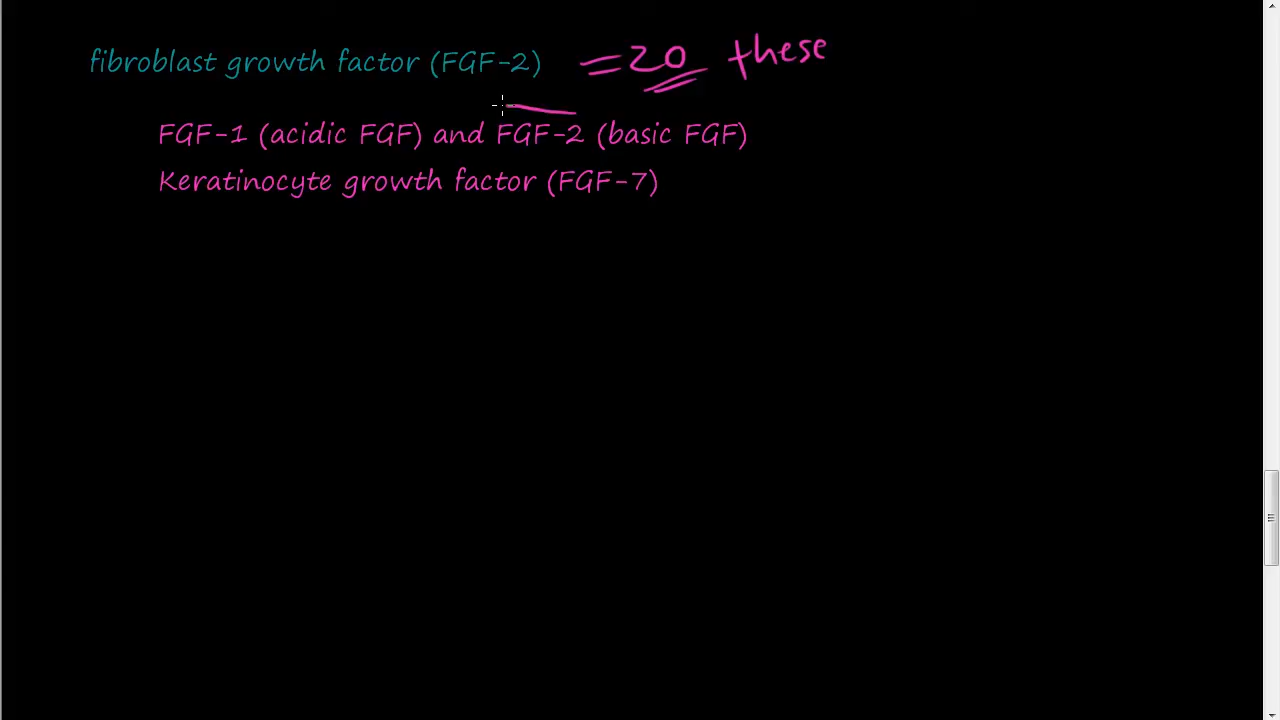 fibroblast growth factor (FGF-2) = 20 these
FGF-1 (acidic FGF) and FGF-2 (basic FGF)
Keratinocyte growth factor (FGF-7)